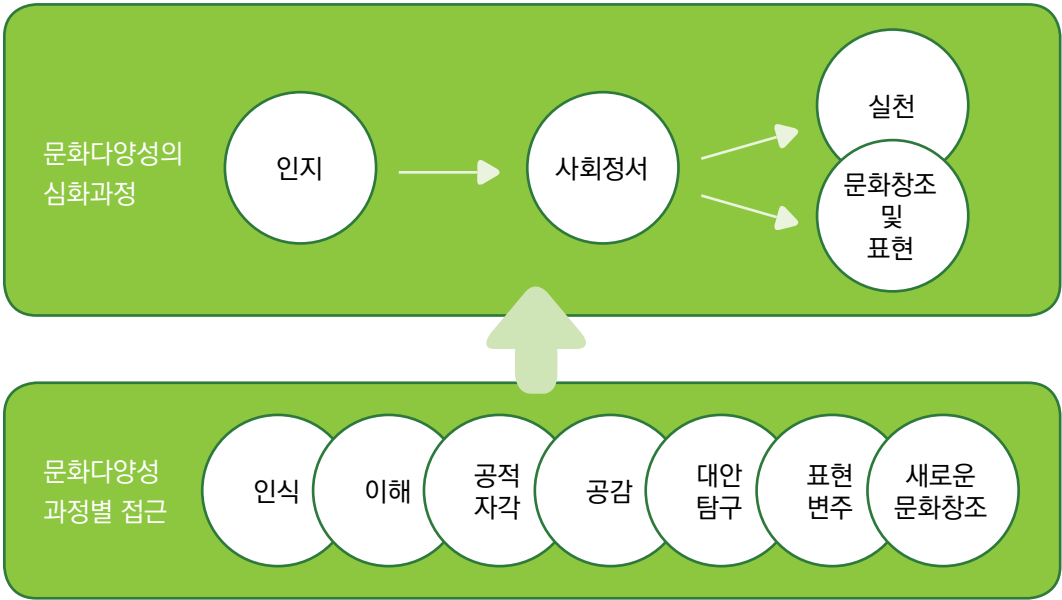 문화다양성의
심화과정
인지
사회정서
실천
문화창조
및
표현
문화다양성
과정별 접근
인식
이해
공적
자각
공감
대안
탐구
표현
변주
새로운
문화창조